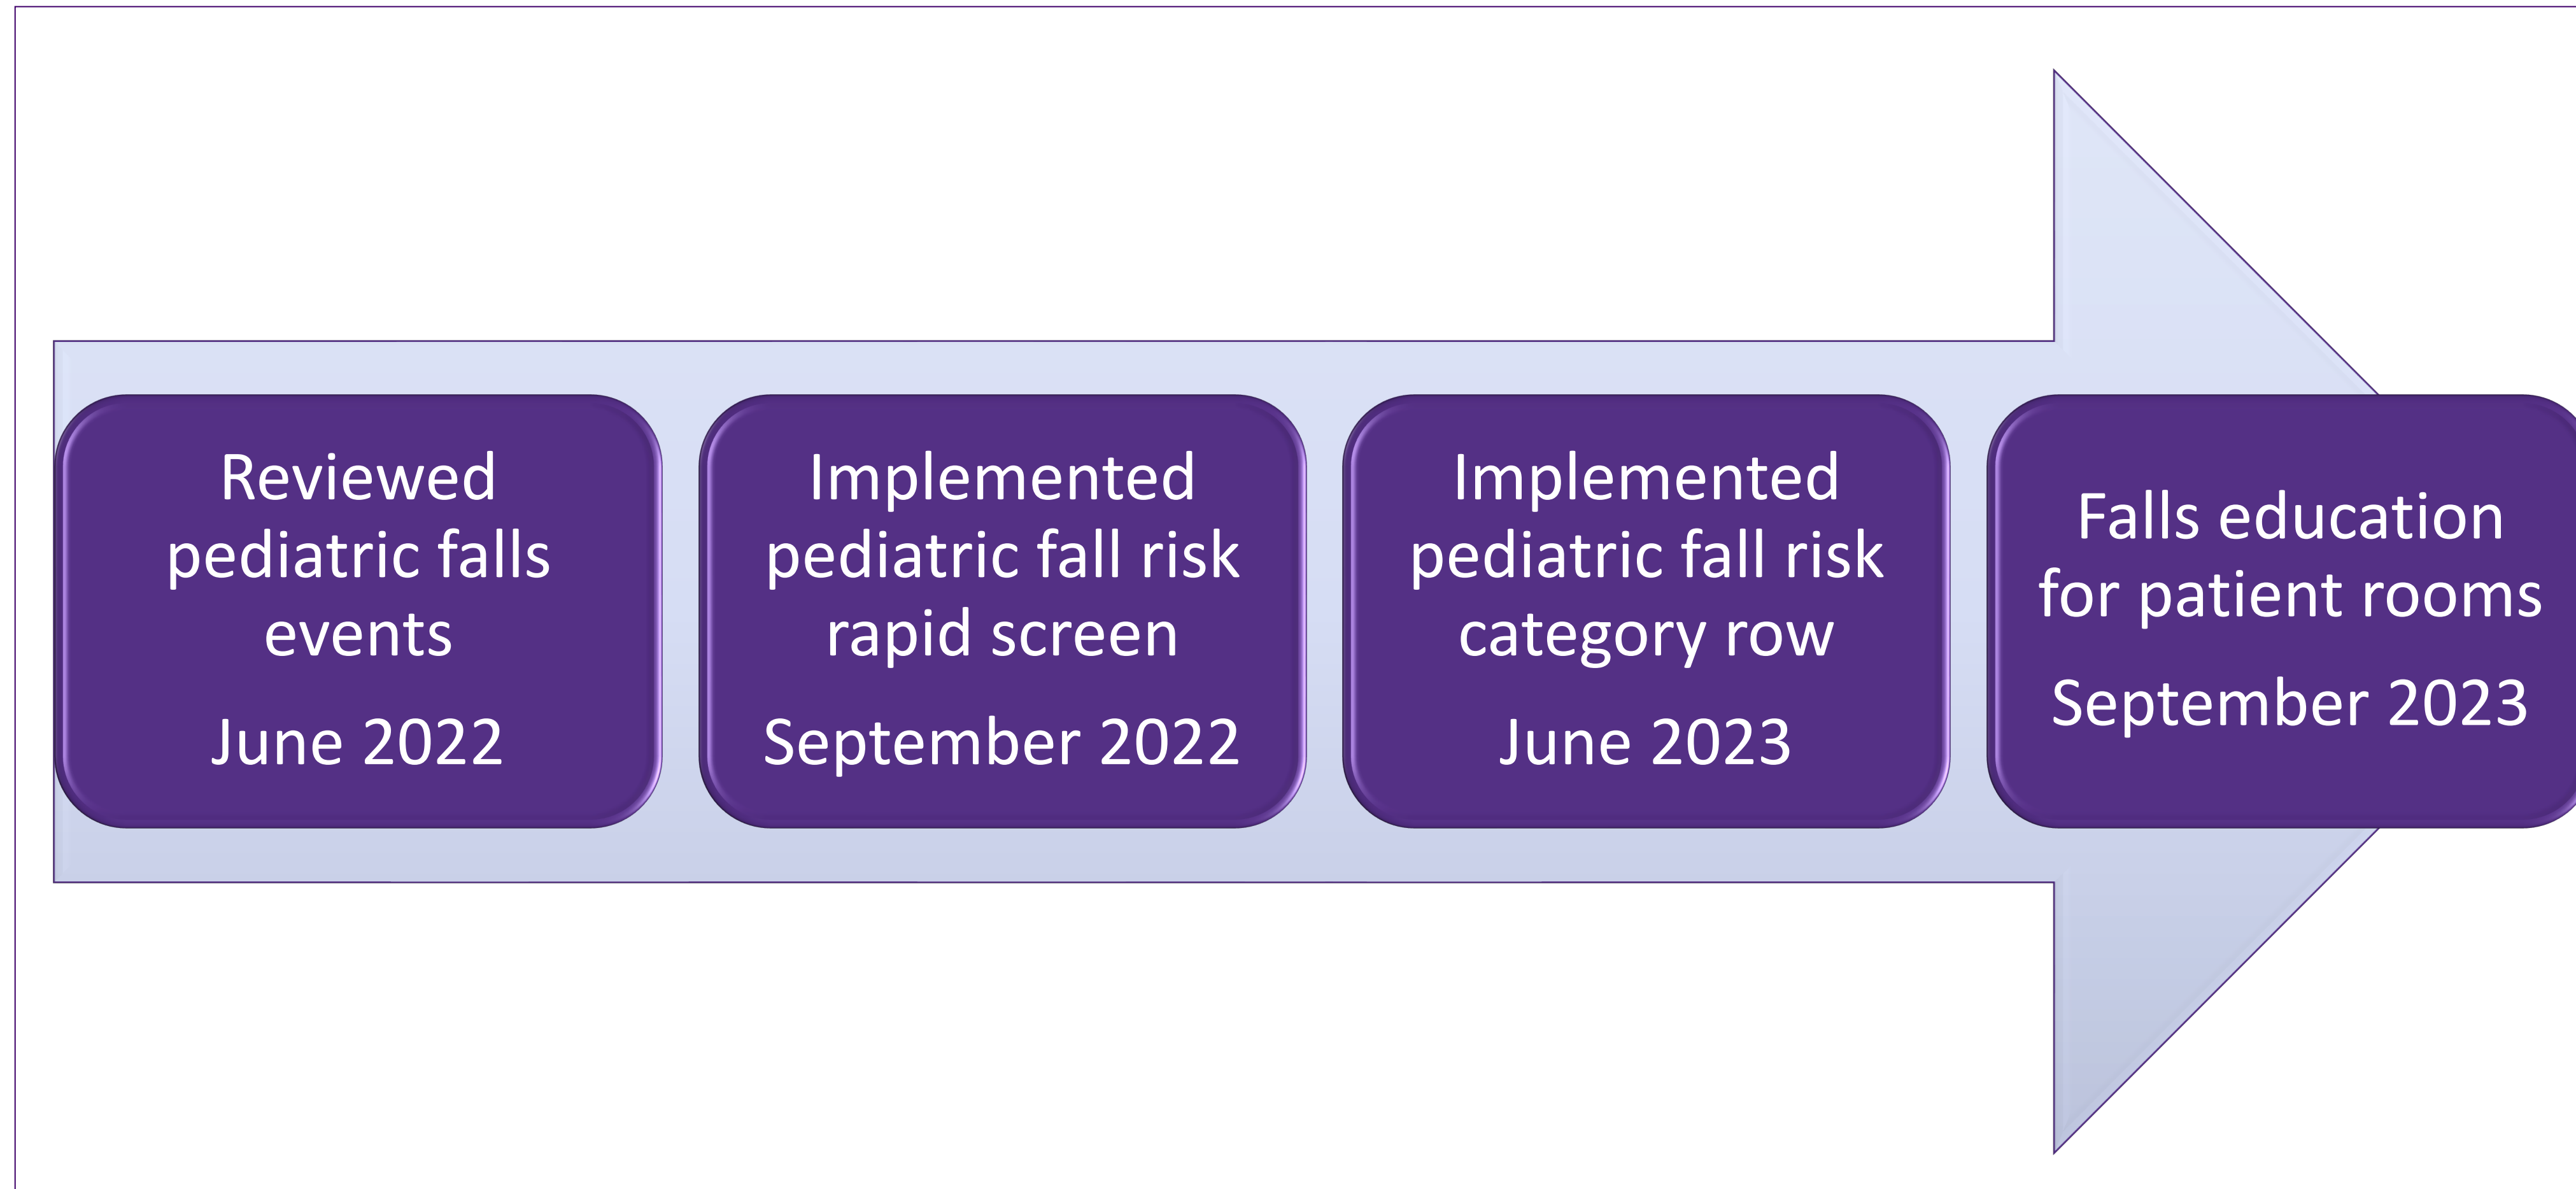 Reviewed
pediatric falls
events
June 2022
Implemented
pediatric fall risk
rapid screen
September 2022
Implemented
pediatric fall risk
category row
June 2023
Falls education
for patient rooms
September 2023